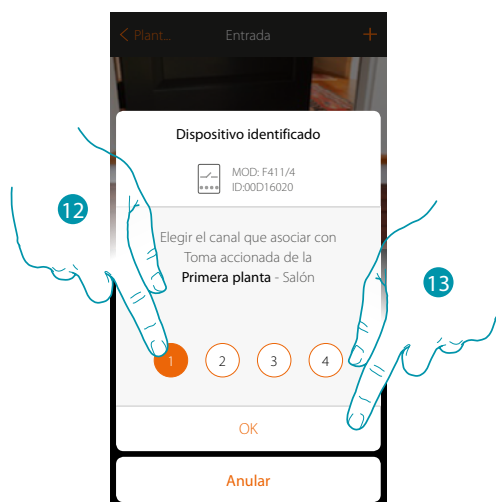 Plant... Entrada +
Dispositivo identificado
MOD: F411/4
ID:00D16020
12
Elegir el canal que asociar con
Toma accionada de la
Primera planta - Salón
13
1 2 3 4
OK
Anular